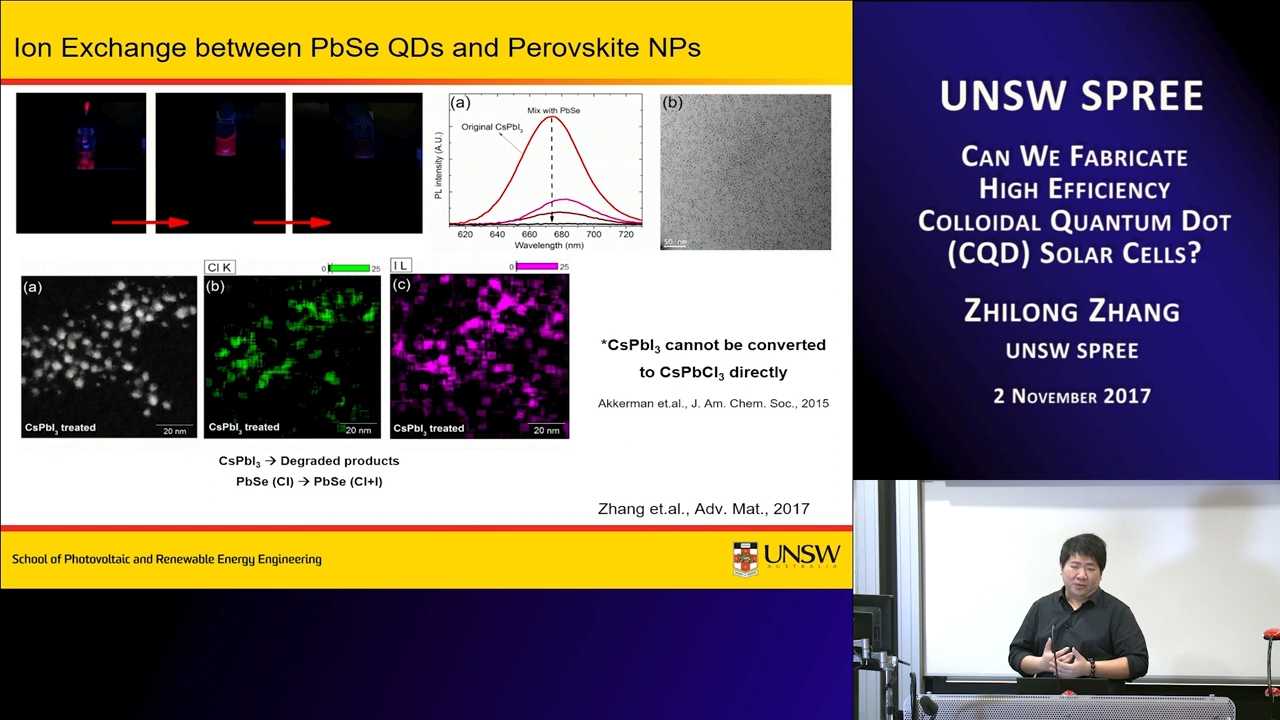 Ion Exchange between PbSe QDs and Perovskite NPs
(a)
Mix with PbSe
Original CsPbI3
PL intensity (A.U.)
620 640 660 680 700 720
Wavelength (nm)
(b)
50 nm
(a)
CsPbI3 treated
20 nm
Cl K
0 25
(b)
CsPbI3 treated
20 nm
I L
0 25
(c)
CsPbI3 treated
20 nm
*CsPbI3 cannot be converted
to CsPbCl3 directly
Akkerman et.al., J. Am. Chem. Soc., 2015
CsPbI3 → Degraded products
PbSe (Cl) → PbSe (Cl+I)
Zhang et.al., Adv. Mat., 2017
School of Photovoltaic and Renewable Energy Engineering
UNSW
AUSTRALIA
UNSW SPREE
Can We Fabricate
High Efficiency
Colloidal Quantum Dot
(CQD) Solar Cells?
Zhilong Zhang
UNSW SPREE
2 November 2017